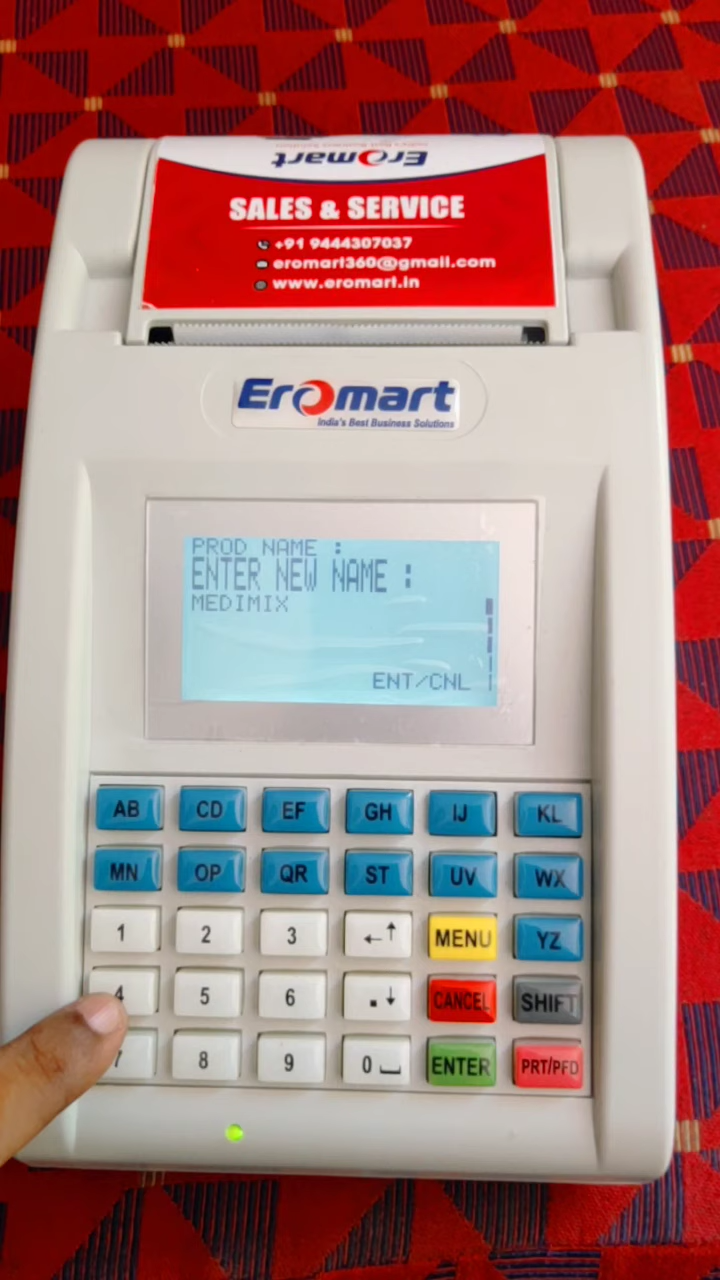 Eromart
SALES & SERVICE
+91 9444307037
eromart360@gmail.com
www.eromart.in
Eromart
India's Best Business Solutions
PROD NAME :
ENTER NEW NAME :
MEDIMIX
ENT/CNL
AB CD EF GH IJ KL
MN OP QR ST UV WX
1 2 3 ←↑ MENU YZ
4 5 6 .↓ CANCEL SHIFT
7 8 9 0 ENTER PRT/PFD